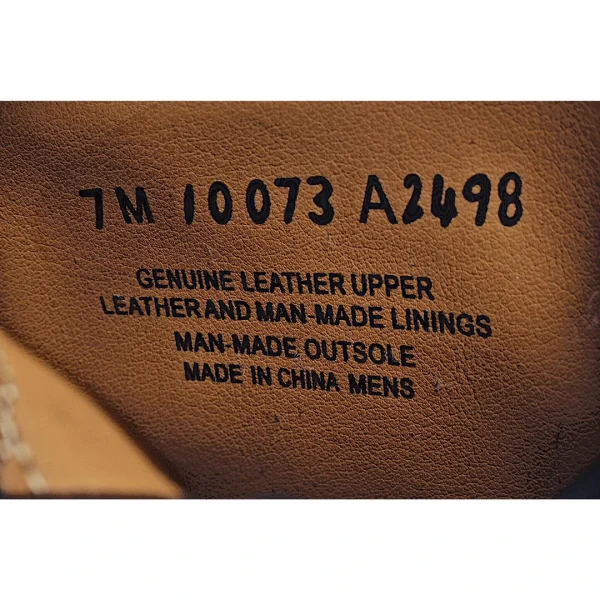 7M 10073 A2498
GENUINE LEATHER UPPER
LEATHER AND MAN-MADE LININGS
MAN-MADE OUTSOLE
MADE IN CHINA MENS